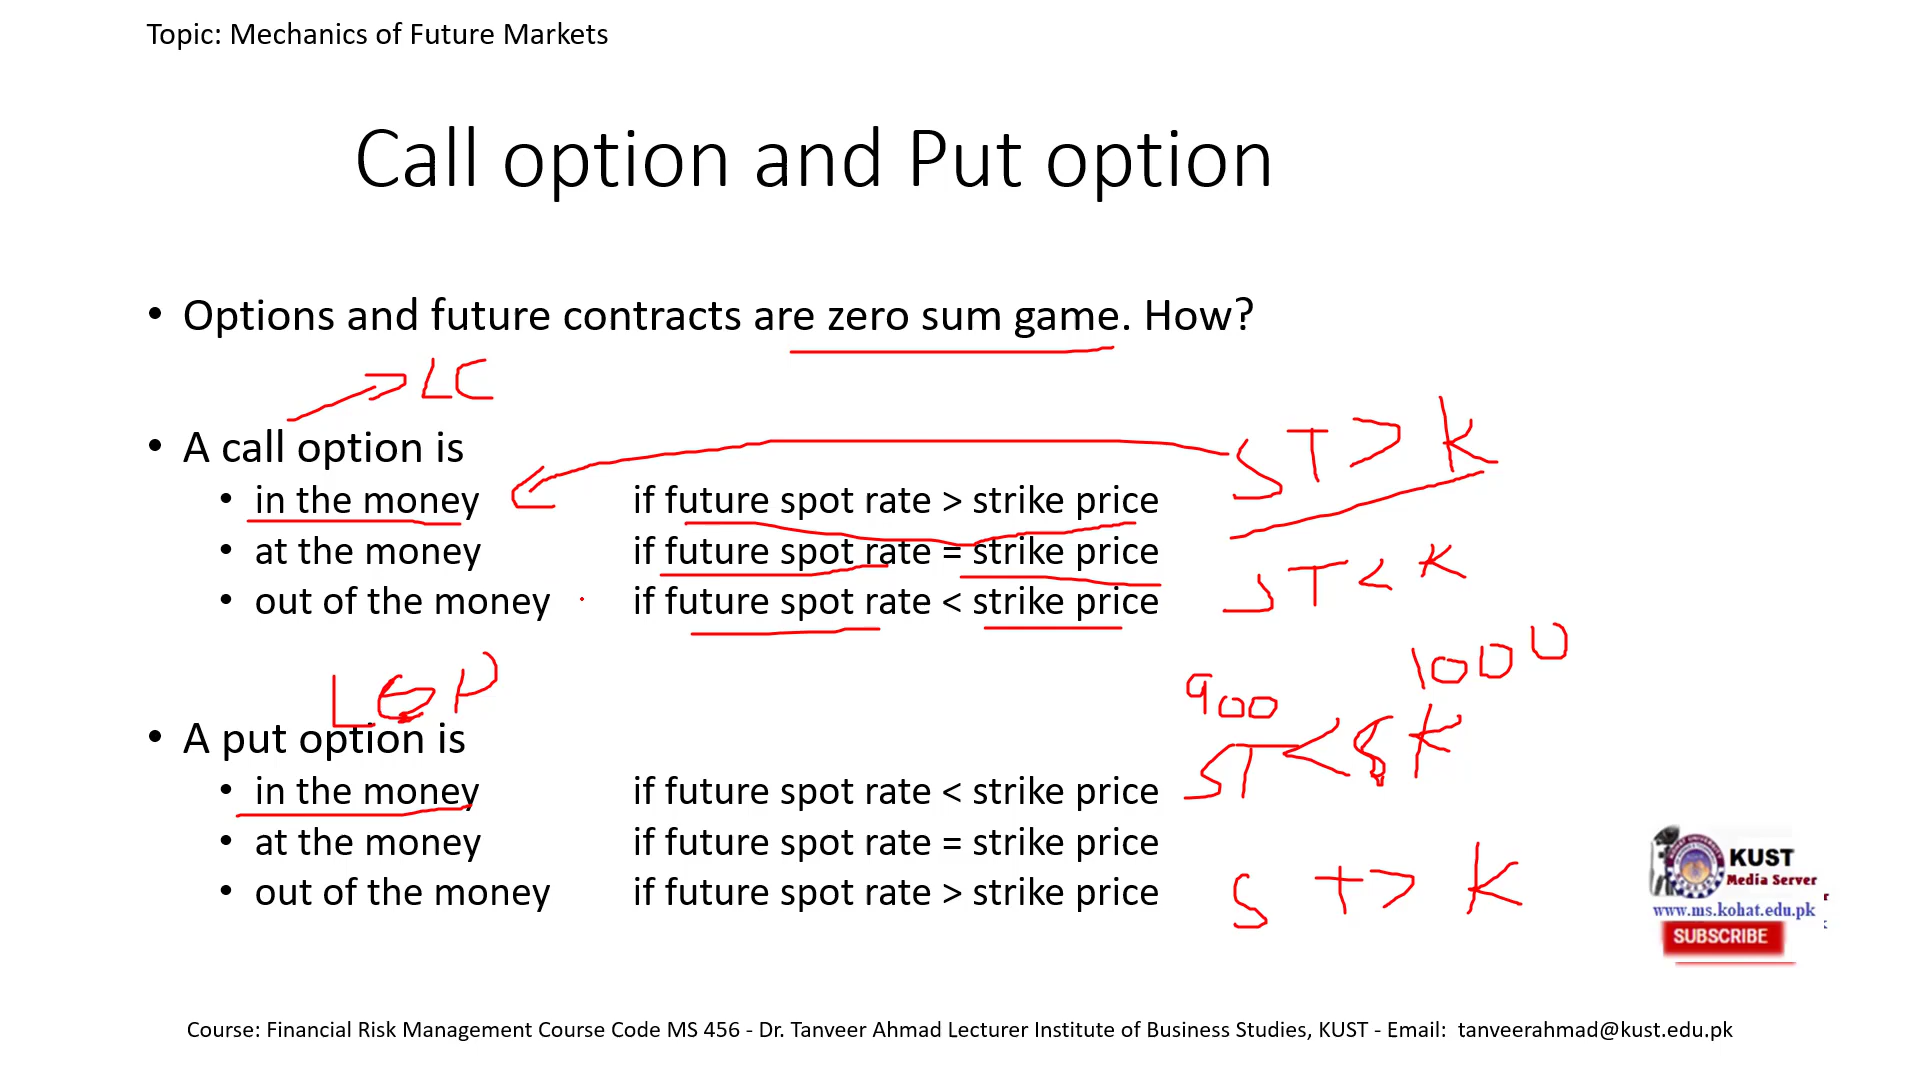 Topic: Mechanics of Future Markets
Call option and Put option
• Options and future contracts are zero sum game. How?
LC
• A call option is
ST > K
• in the money if future spot rate > strike price
• at the money if future spot rate = strike price
ST < K
• out of the money if future spot rate < strike price
1000
900
L P
• A put option is
ST < K
• in the money if future spot rate < strike price
• at the money if future spot rate = strike price
• out of the money if future spot rate > strike price
ST > K
KUST
Media Server
www.ms.kohat.edu.pk
SUBSCRIBE
Course: Financial Risk Management Course Code MS 456 - Dr. Tanveer Ahmad Lecturer Institute of Business Studies, KUST - Email: tanveerahmad@kust.edu.pk